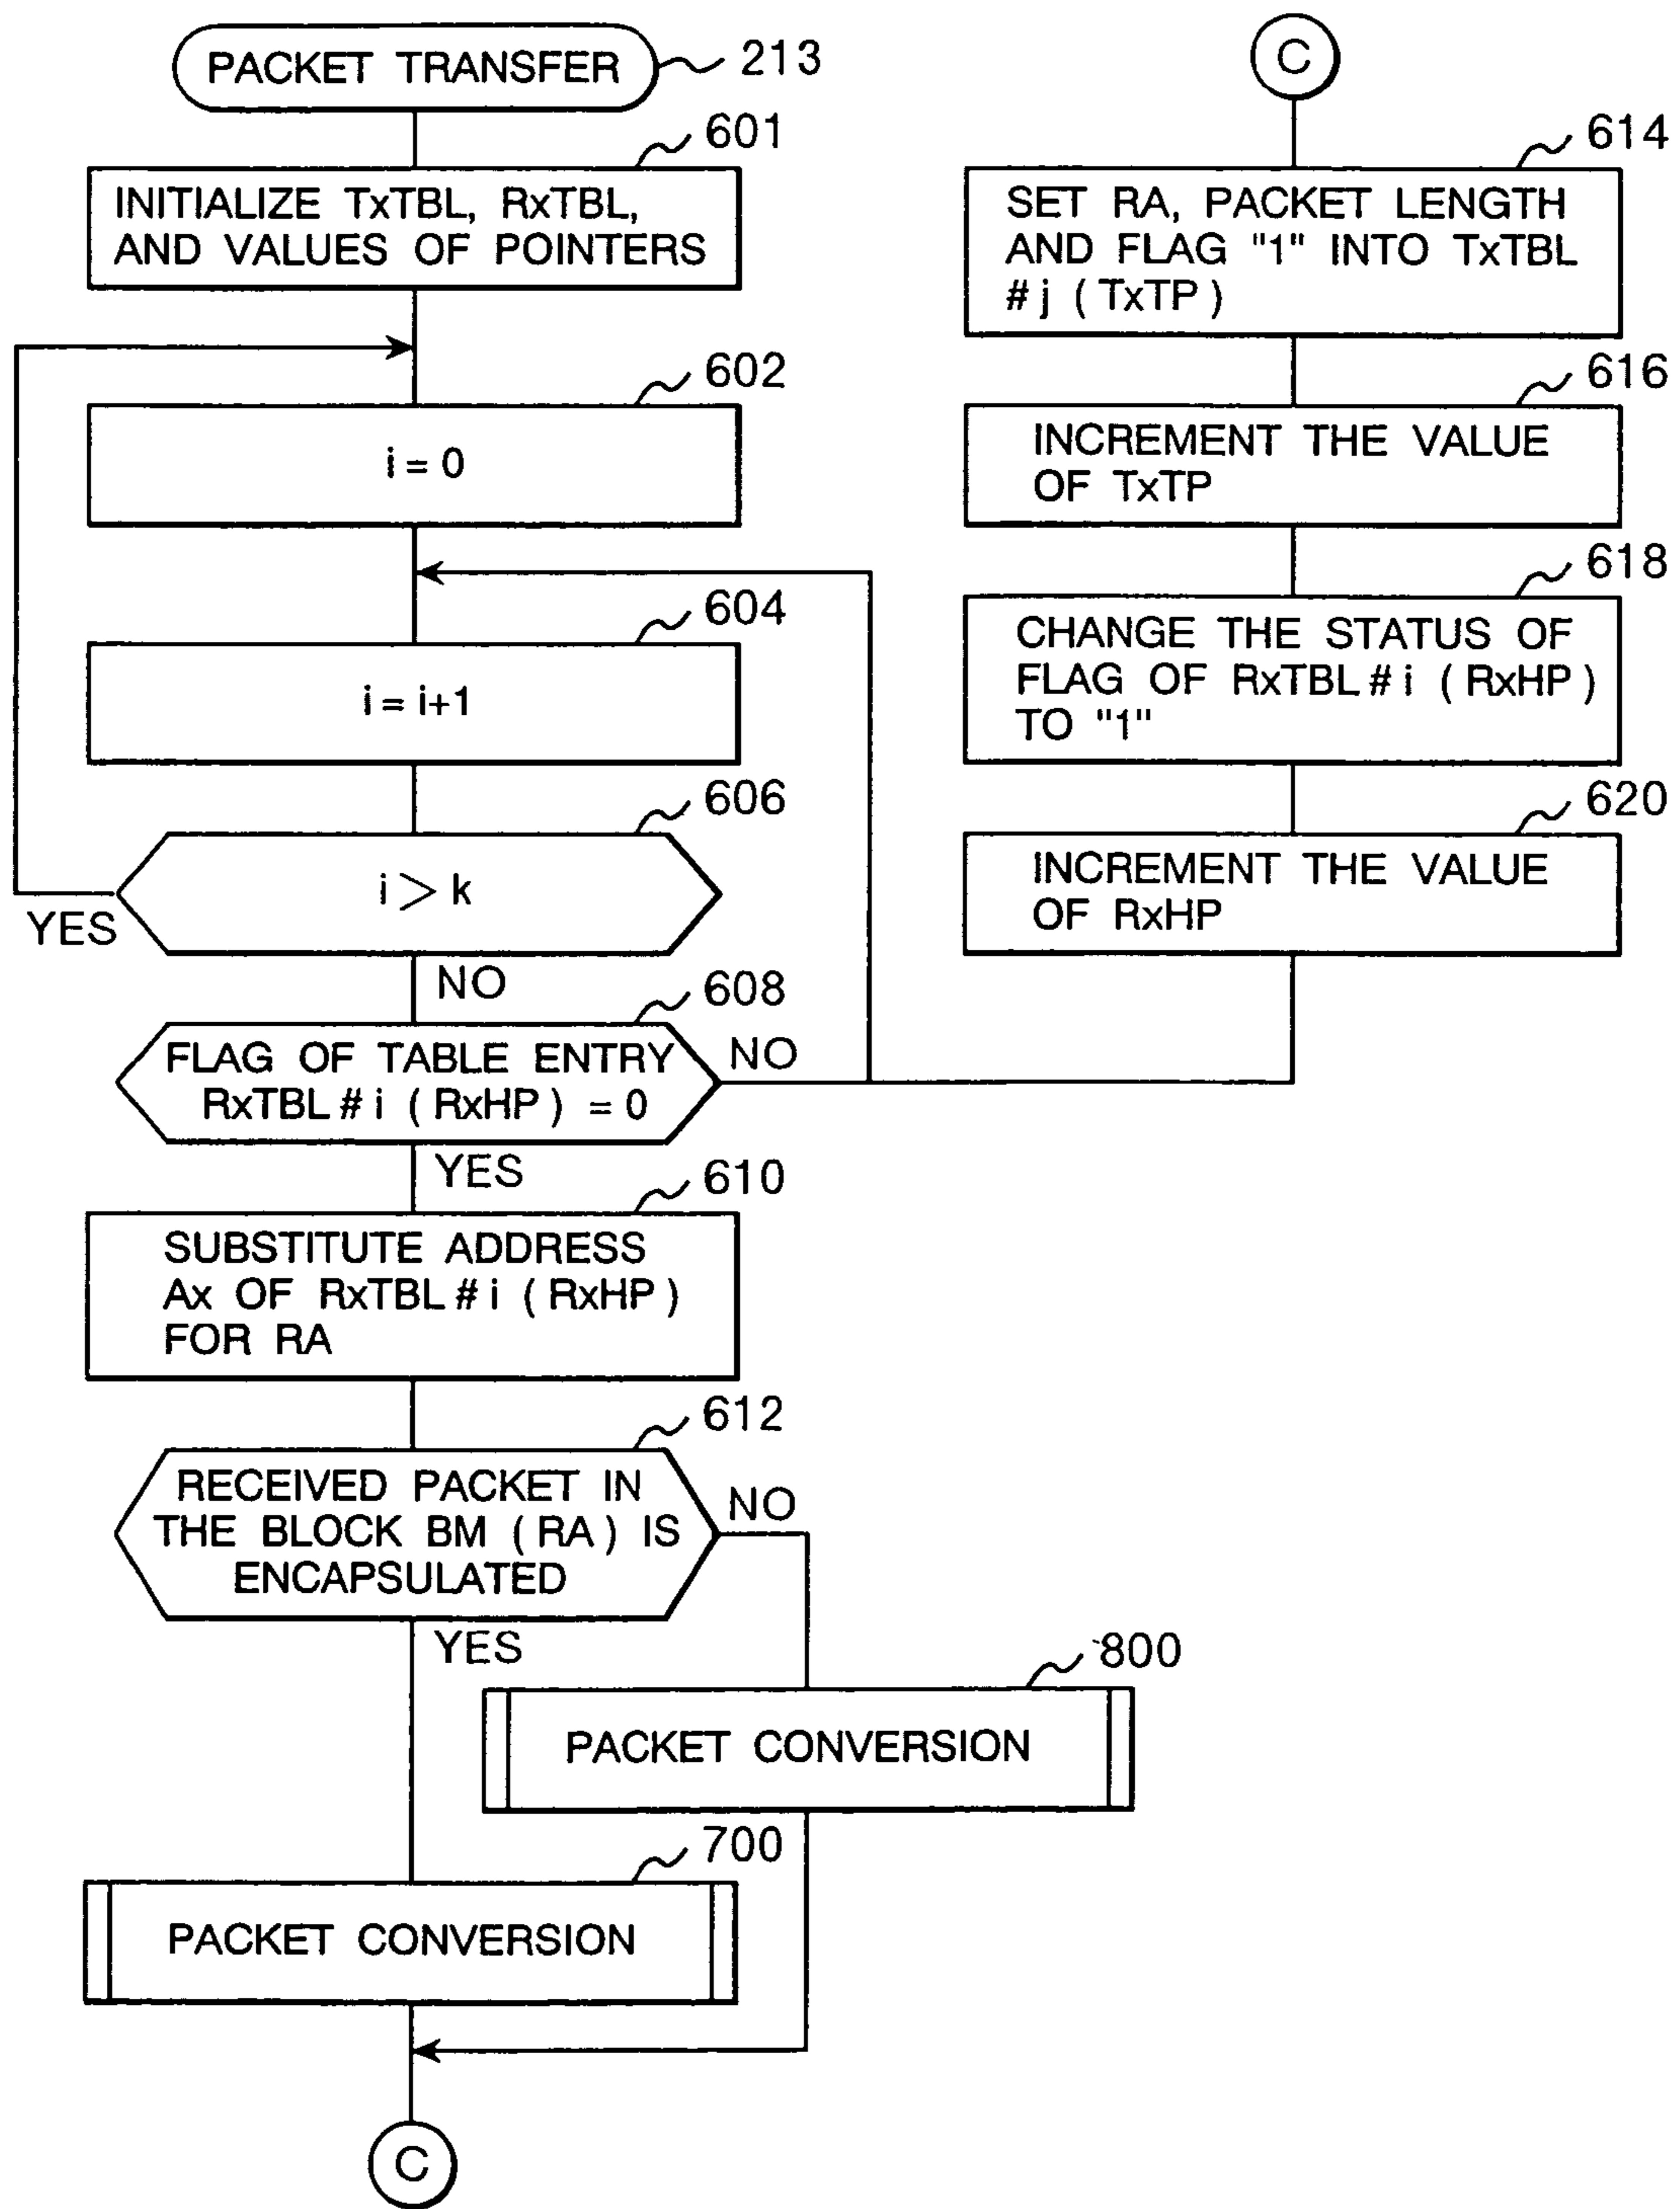 PACKET TRANSFER
213
601
INITIALIZE TxTBL, RxTBL,
AND VALUES OF POINTERS
602
i = 0
604
i = i+1
606
i > k
YES
NO
608
FLAG OF TABLE ENTRY
RxTBL # i ( RxHP ) = 0
NO
YES
610
SUBSTITUTE ADDRESS
Ax OF RxTBL # i ( RxHP )
FOR RA
612
RECEIVED PACKET IN
THE BLOCK BM ( RA ) IS
ENCAPSULATED
NO
YES
800
PACKET CONVERSION
700
PACKET CONVERSION
C
C
614
SET RA, PACKET LENGTH
AND FLAG "1" INTO TxTBL
# j ( TxTP )
616
INCREMENT THE VALUE
OF TxTP
618
CHANGE THE STATUS OF
FLAG OF RxTBL # i ( RxHP )
TO "1"
620
INCREMENT THE VALUE
OF RxHP